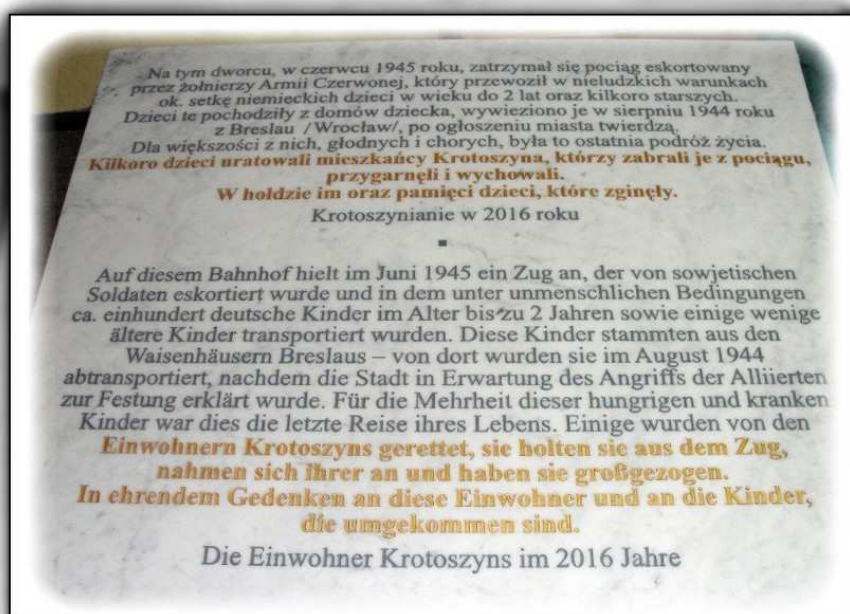 Na tym dworcu, w czerwcu 1945 roku, zatrzymał się pociąg eskortowany
przez żołnierzy Armii Czerwonej, który przewoził w nieludzkich warunkach
ok. setkę niemieckich dzieci w wieku do 2 lat oraz kilkoro starszych.
Dzieci te pochodziły z domów dziecka, wywieziono je w sierpniu 1944 roku
z Breslau /Wrocław/, po ogłoszeniu miasta twierdzą.
Dla większości z nich, głodnych i chorych, była to ostatnia podróż życia.
Kilkoro dzieci uratowali mieszkańcy Krotoszyna, którzy zabrali je z pociągu,
przygarnęli i wychowali.
W hołdzie im oraz pamięci dzieci, które zginęły.
Krotoszynianie w 2016 roku
Auf diesem Bahnhof hielt im Juni 1945 ein Zug an, der von sowjetischen
Soldaten eskortiert wurde und in dem unter unmenschlichen Bedingungen
ca. einhundert deutsche Kinder im Alter bis zu 2 Jahren sowie einige wenige
ältere Kinder transportiert wurden. Diese Kinder stammten aus den
Waisenhäusern Breslaus – von dort wurden sie im August 1944
abtransportiert, nachdem die Stadt in Erwartung des Angriffs der Alliierten
zur Festung erklärt wurde. Für die Mehrheit dieser hungrigen und kranken
Kinder war dies die letzte Reise ihres Lebens. Einige wurden von den
Einwohnern Krotoszyns gerettet, sie holten sie aus dem Zug,
nahmen sich ihrer an und haben sie großgezogen.
In ehrendem Gedenken an diese Einwohner und an die Kinder,
die umgekommen sind.
Die Einwohner Krotoszyns im 2016 Jahre